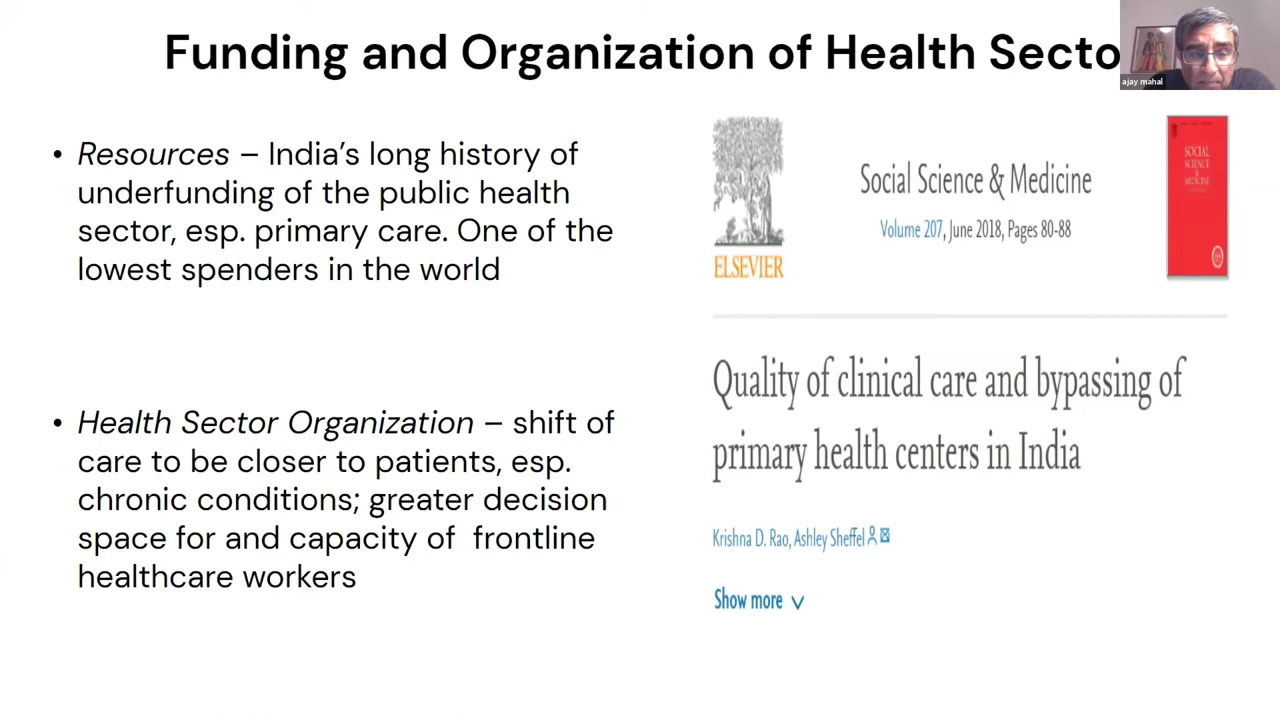 Funding and Organization of Health Secto
ajay mahal
• Resources – India's long history of
underfunding of the public health
sector, esp. primary care. One of the
lowest spenders in the world
• Health Sector Organization – shift of
care to be closer to patients, esp.
chronic conditions; greater decision
space for and capacity of frontline
healthcare workers
ELSEVIER
Social Science & Medicine
Volume 207, June 2018, Pages 80-88
SOCIAL
SCIENCE
&
MEDICINE
Quality of clinical care and bypassing of
primary health centers in India
Krishna D. Rao, Ashley Sheffel
Show more